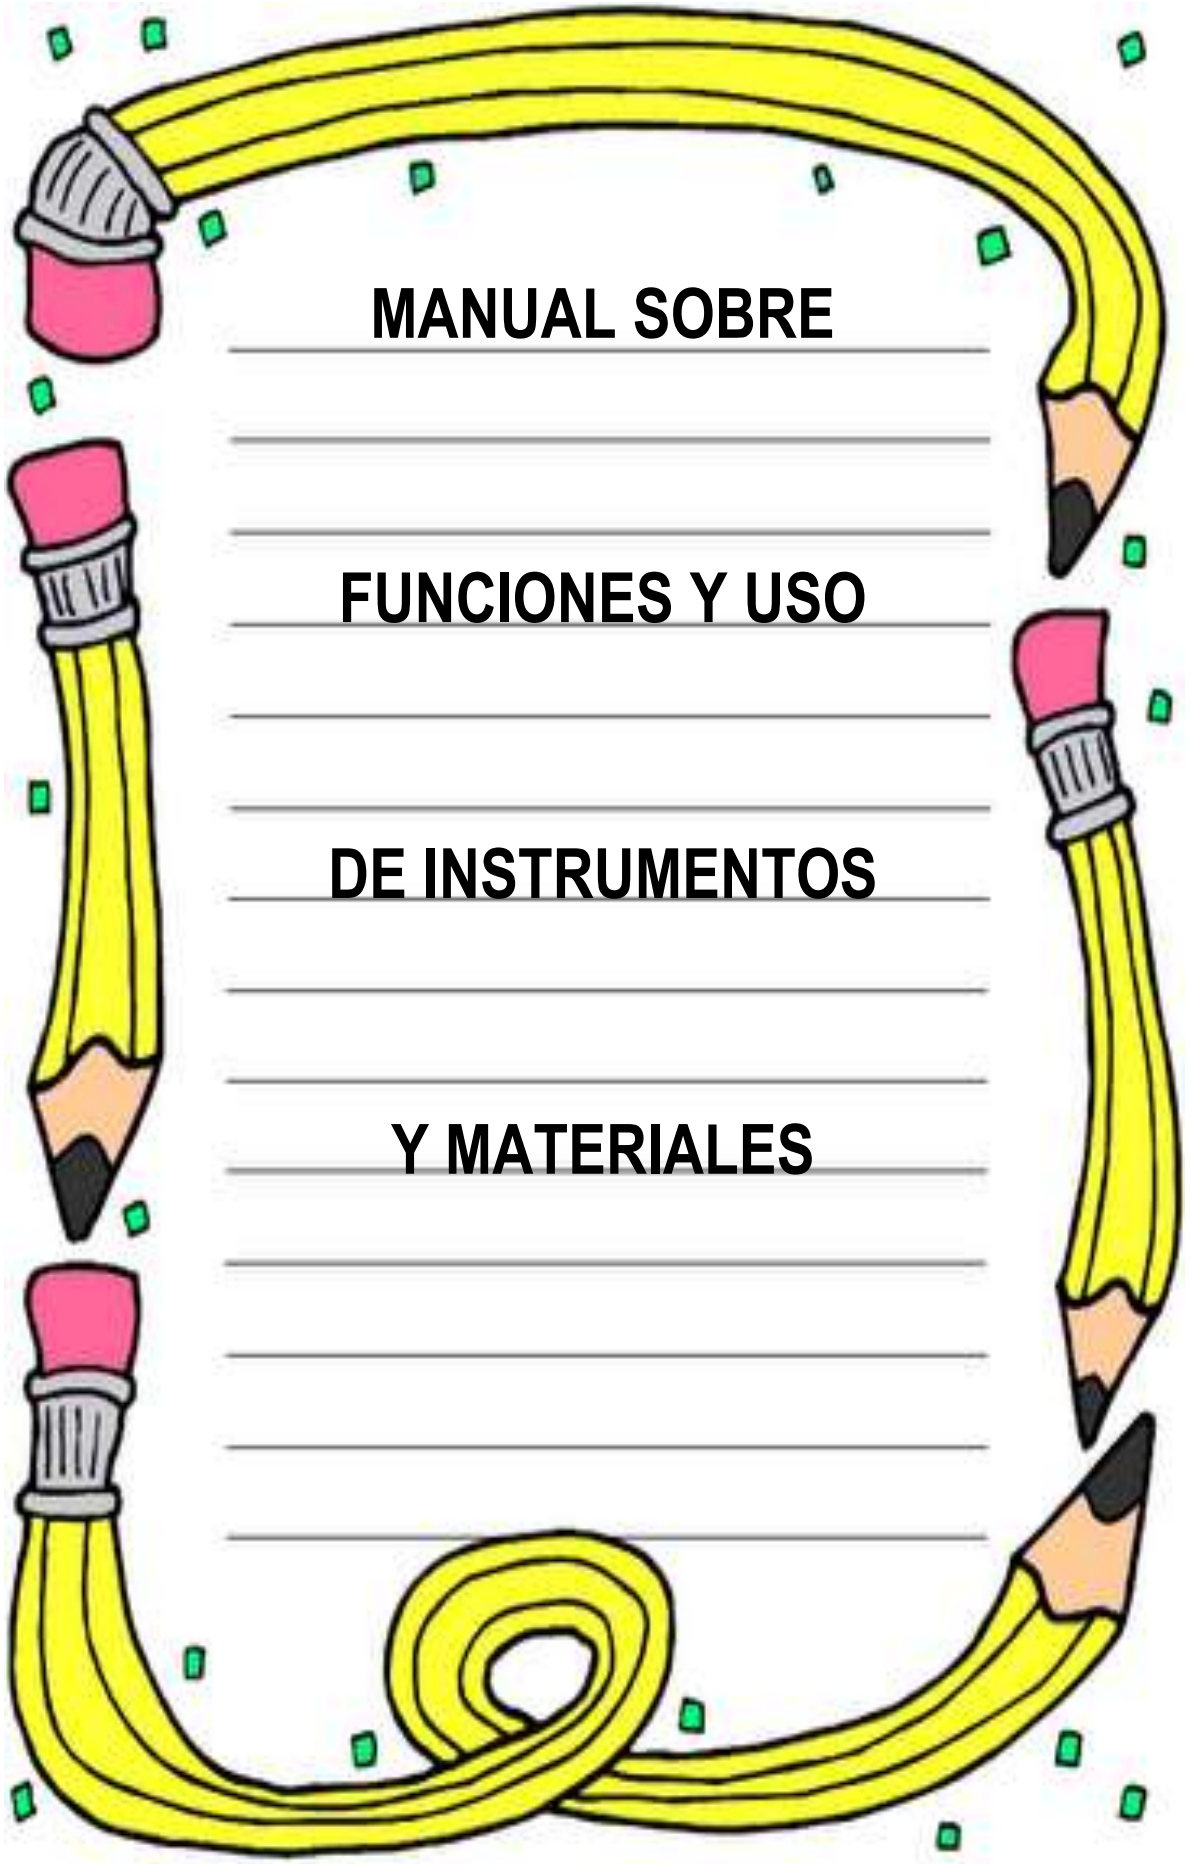 MANUAL SOBRE
FUNCIONES Y USO
DE INSTRUMENTOS
Y MATERIALES